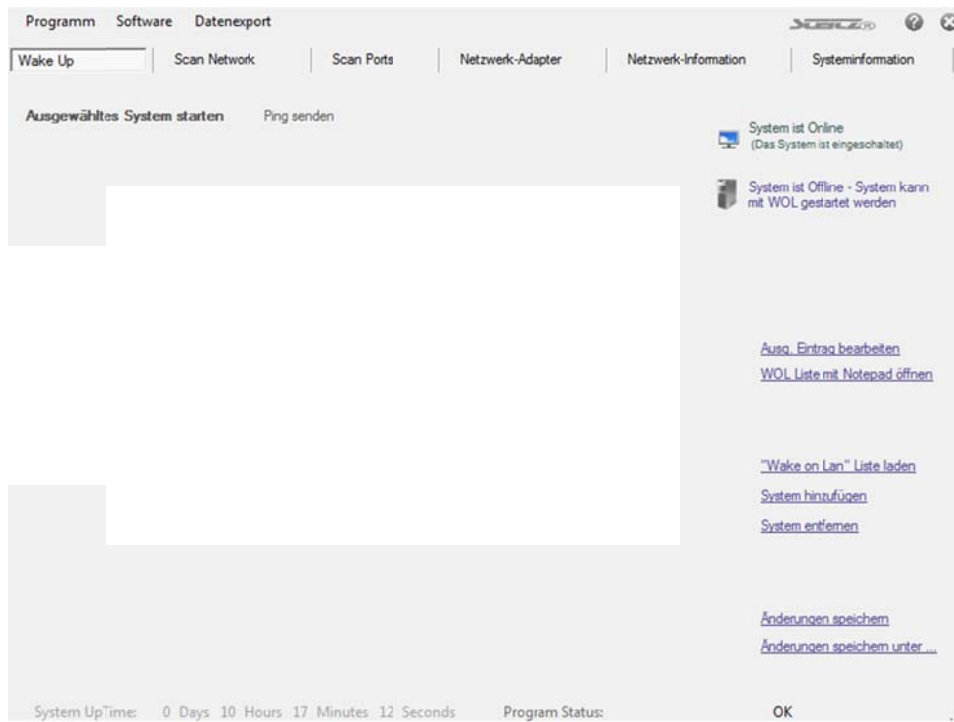 Programm Software Datenexport
Wake Up Scan Network Scan Ports Netzwerk-Adapter Netzwerk-Information Systeminformation
Ausgewähltes System starten Ping senden
System ist Online
(Das System ist eingeschaltet)
System ist Offline - System kann
mit WOL gestartet werden
Ausg. Eintrag bearbeiten
WOL Liste mit Notepad öffnen
"Wake on Lan" Liste laden
System hinzufügen
System entfernen
Änderungen speichern
Änderungen speichern unter ...
System UpTime: 0 Days 10 Hours 17 Minutes 12 Seconds Program Status: OK